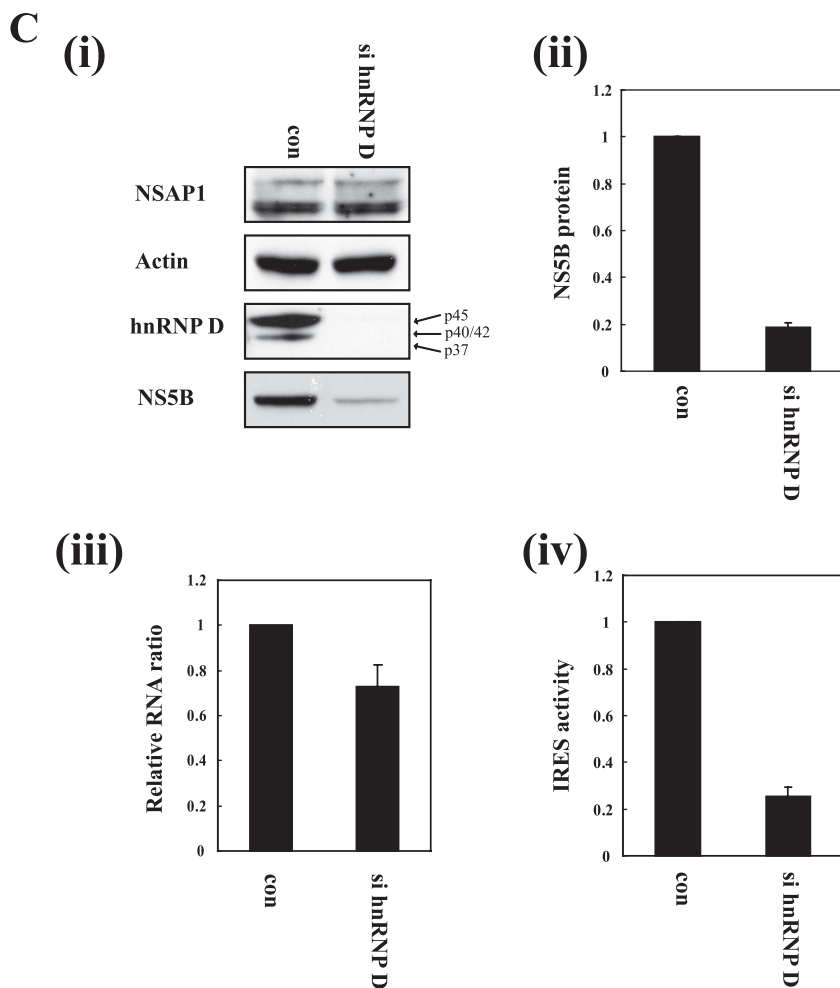 C
(i)
con
si hnRNP D
NSAP1
Actin
hnRNP D
p45
p40/42
p37
NS5B
(ii)
1.2
1
0.8
0.6
0.4
0.2
0
NS5B protein
con
si hnRNP D
(iii)
1.2
1
0.8
0.6
0.4
0.2
0
Relative RNA ratio
con
si hnRNP D
(iv)
1.2
1
0.8
0.6
0.4
0.2
0
IRES activity
con
si hnRNP D